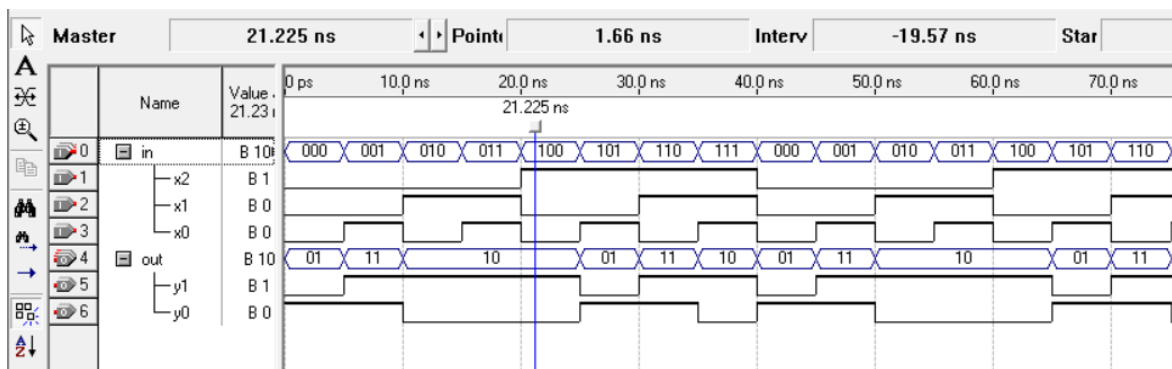 Master 21.225 ns Point 1.66 ns Interv -19.57 ns Star
A
Name Value 21.23
0 ps 10.0 ns 20.0 ns 30.0 ns 40.0 ns 50.0 ns 60.0 ns 70.0 ns
21.225 ns
0 in B 10 000 001 010 011 100 101 110 111 000 001 010 011 100 101 110
1 x2 B 1
2 x1 B 0
3 x0 B 0
4 out B 10 01 11 10 01 11 10 01 11 10 01 11
5 y1 B 1
6 y0 B 0
A
Z